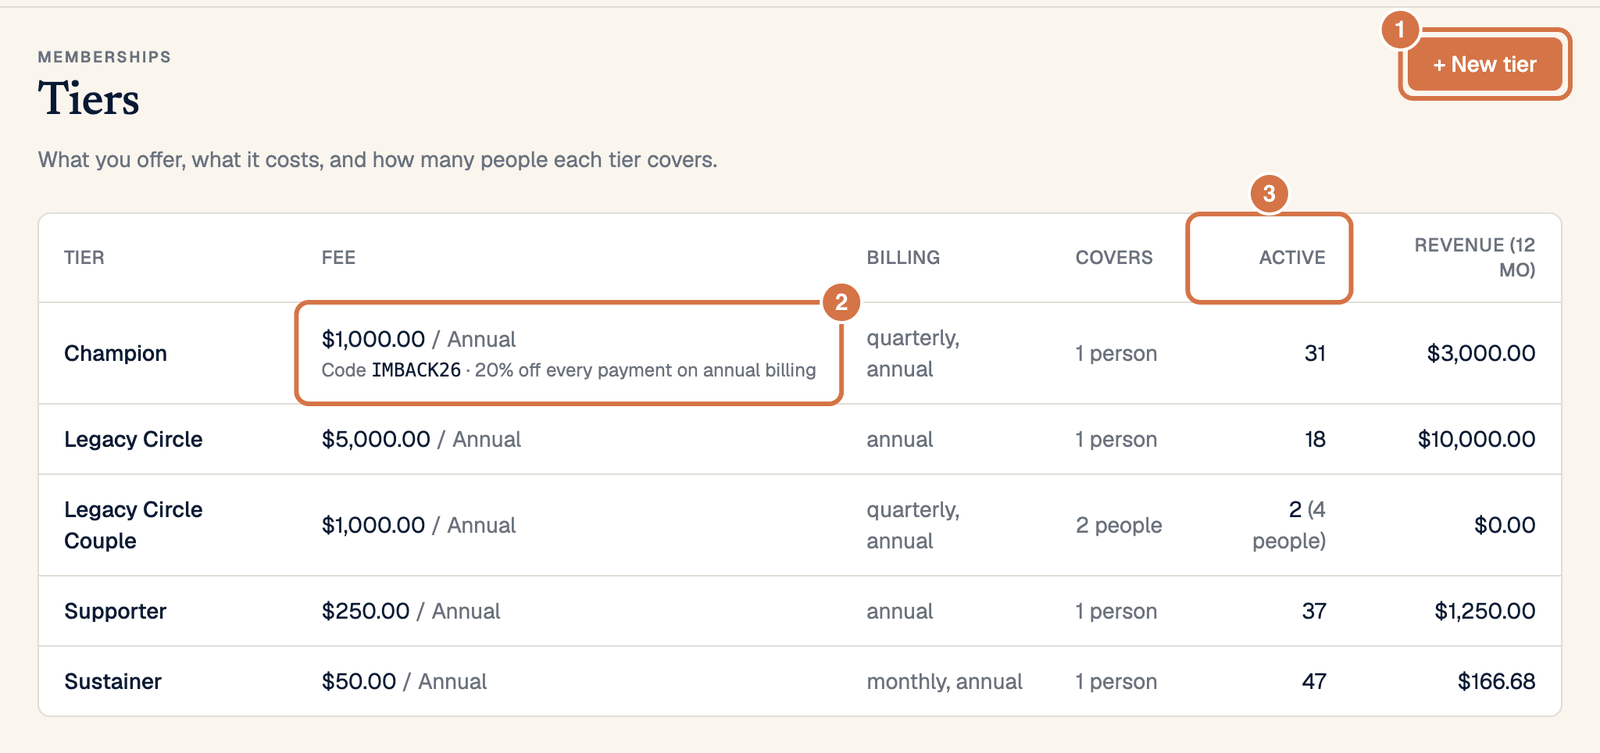 MEMBERSHIPS
Tiers
What you offer, what it costs, and how many people each tier covers.
1
+ New tier
3
TIER
FEE
BILLING
COVERS
ACTIVE
REVENUE (12
MO)
2
Champion
$1,000.00 / Annual
Code IMBACK26 · 20% off every payment on annual billing
quarterly,
annual
1 person
31
$3,000.00
Legacy Circle
$5,000.00 / Annual
annual
1 person
18
$10,000.00
Legacy Circle
Couple
$1,000.00 / Annual
quarterly,
annual
2 people
2 (4
people)
$0.00
Supporter
$250.00 / Annual
annual
1 person
37
$1,250.00
Sustainer
$50.00 / Annual
monthly, annual
1 person
47
$166.68